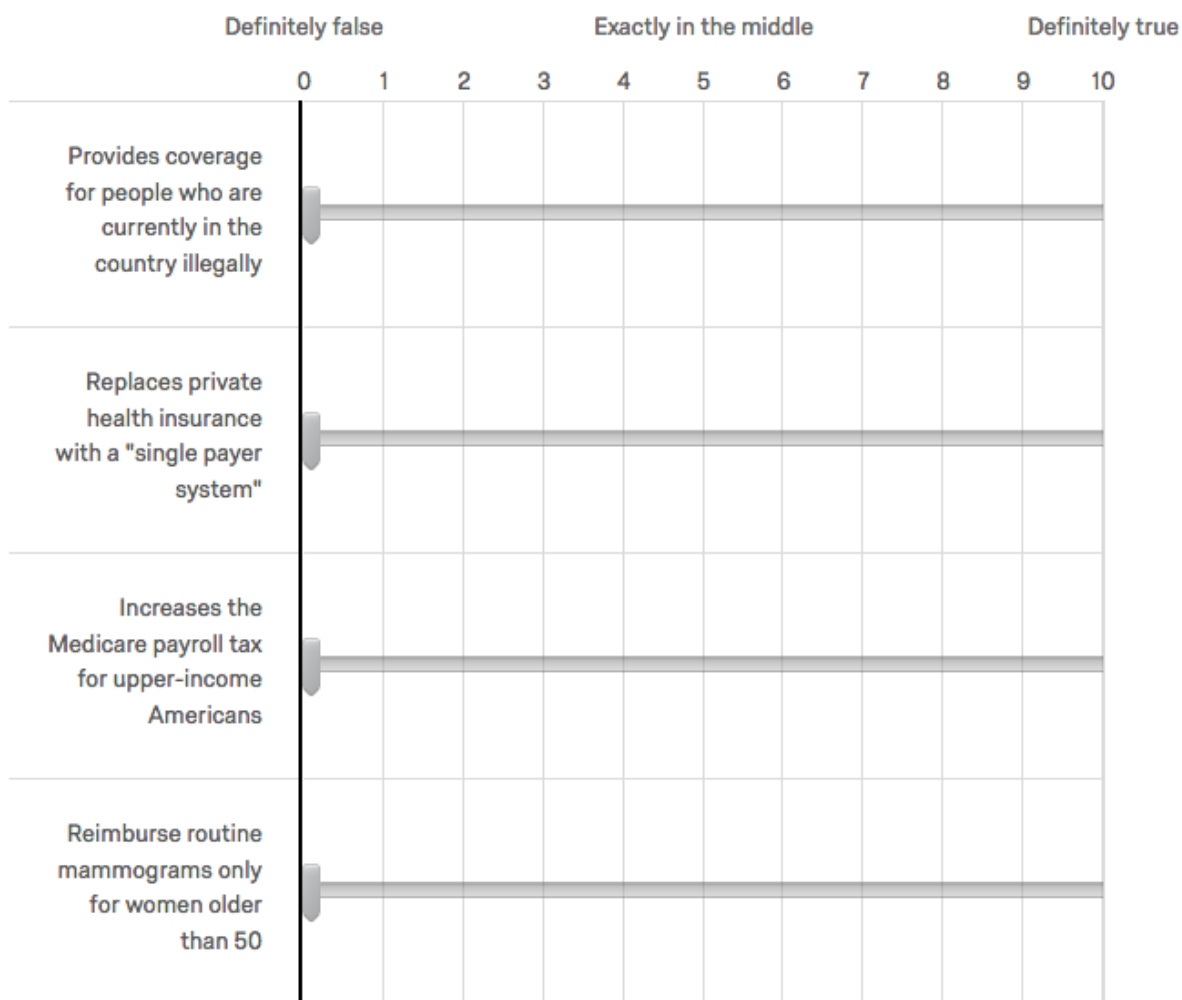 Definitely false Exactly in the middle Definitely true
0 1 2 3 4 5 6 7 8 9 10
Provides coverage
for people who are
currently in the
country illegally
Replaces private
health insurance
with a "single payer
system"
Increases the
Medicare payroll tax
for upper-income
Americans
Reimburse routine
mammograms only
for women older
than 50